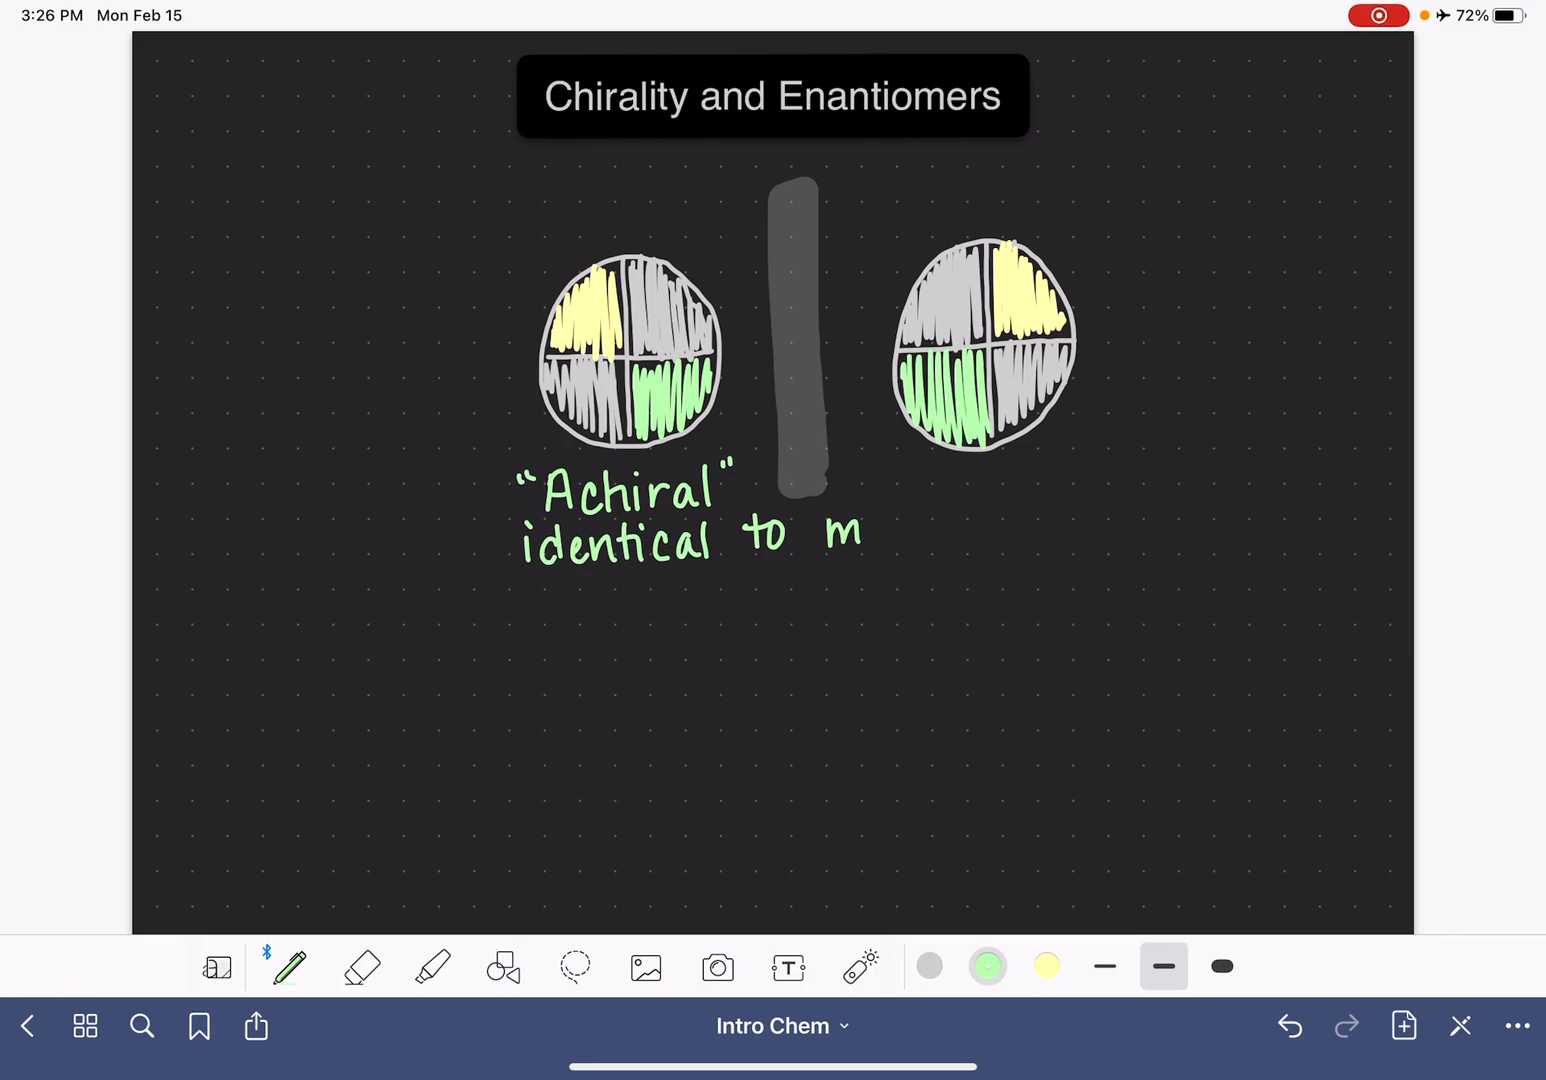 3:26 PM Mon Feb 15
72%
Chirality and Enantiomers
"Achiral"
identical to m
Intro Chem